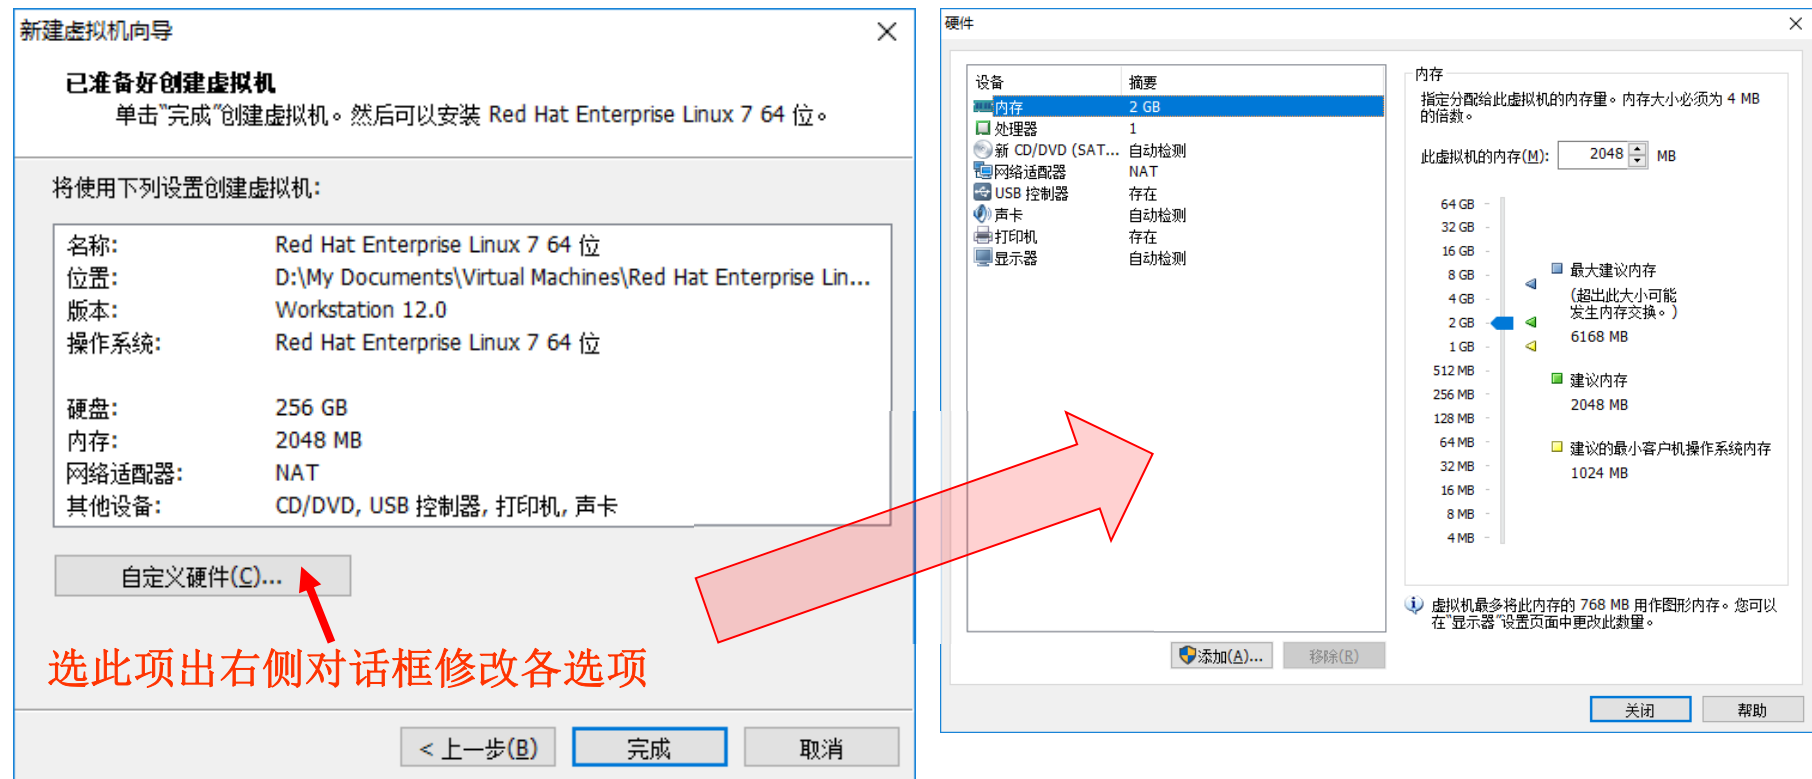 新建虚拟机向导
已准备好创建虚拟机
单击"完成"创建虚拟机。然后可以安装 Red Hat Enterprise Linux 7 64 位。
将使用下列设置创建虚拟机:
名称: Red Hat Enterprise Linux 7 64 位
位置: D:\My Documents\Virtual Machines\Red Hat Enterprise Lin...
版本: Workstation 12.0
操作系统: Red Hat Enterprise Linux 7 64 位
硬盘: 256 GB
内存: 2048 MB
网络适配器: NAT
其他设备: CD/DVD, USB 控制器, 打印机, 声卡
自定义硬件(C)...
选此项出右侧对话框修改各选项
< 上一步(B) 完成 取消
硬件
设备 摘要
内存 2 GB
处理器 1
新 CD/DVD (SAT... 自动检测
网络适配器 NAT
USB 控制器 存在
声卡 自动检测
打印机 存在
显示器 自动检测
添加(A)... 移除(R)
内存
指定分配给此虚拟机的内存量。内存大小必须为 4 MB
的倍数。
此虚拟机的内存(M): 2048 MB
64 GB
32 GB
16 GB
8 GB
4 GB
2 GB
1 GB
512 MB
256 MB
128 MB
64 MB
32 MB
16 MB
8 MB
4 MB
最大建议内存
(超出此大小可能
发生内存交换。)
6168 MB
建议内存
2048 MB
建议的最小客户机操作系统内存
1024 MB
虚拟机最多将此内存的 768 MB 用作图形内存。您可以
在"显示器"设置页面中更改此数量。
关闭 帮助